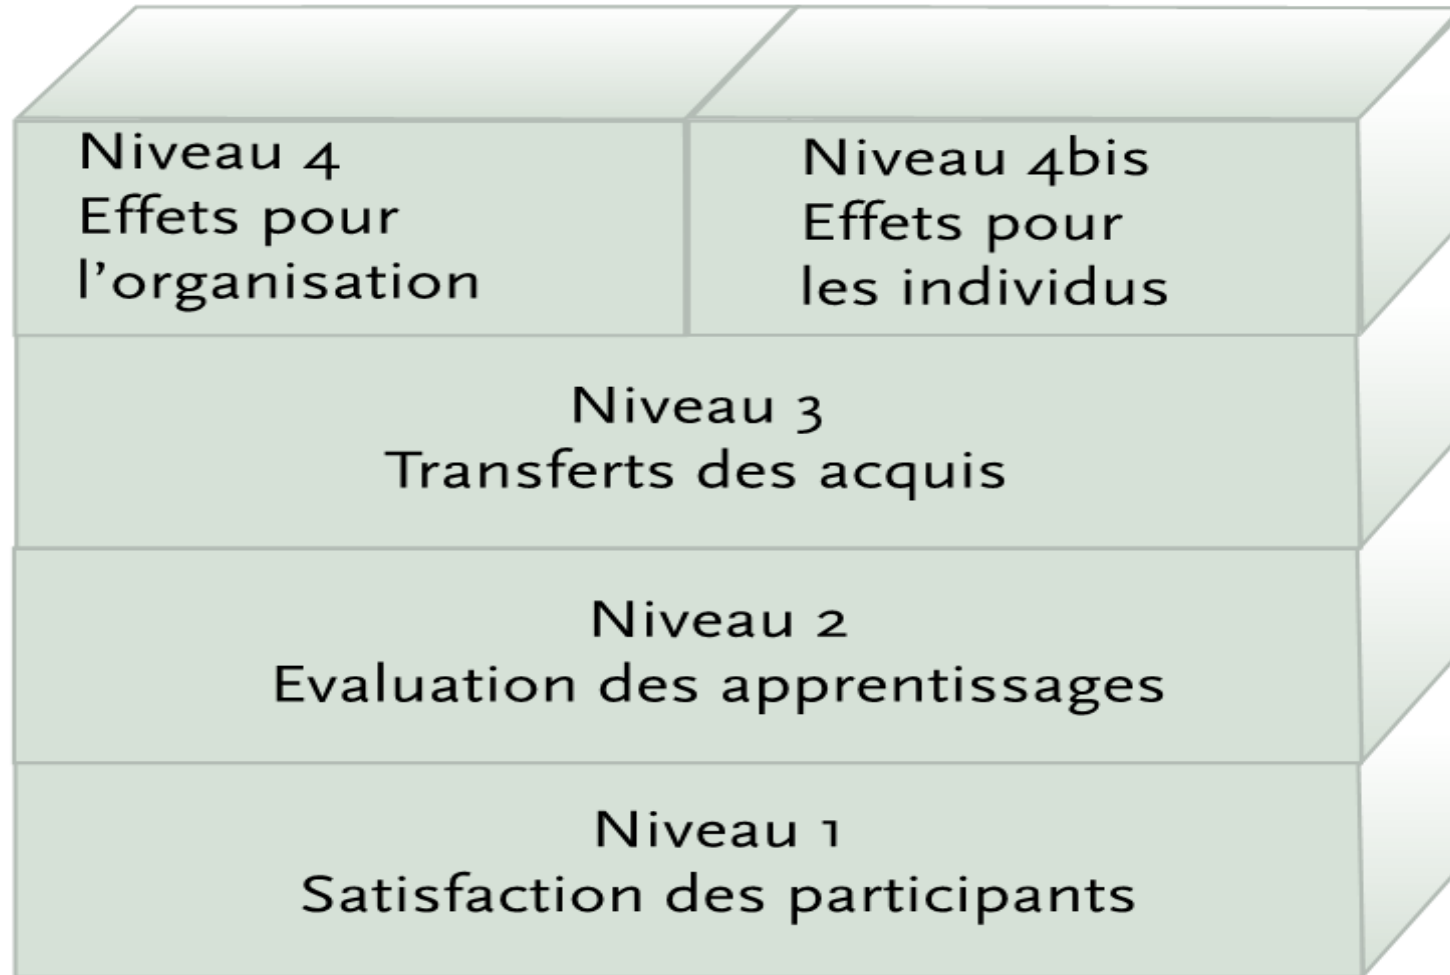 Niveau 4
Effets pour
l’organisation
Niveau 4bis
Effets pour
les individus
Niveau 3
Transferts des acquis
Niveau 2
Evaluation des apprentissages
Niveau 1
Satisfaction des participants